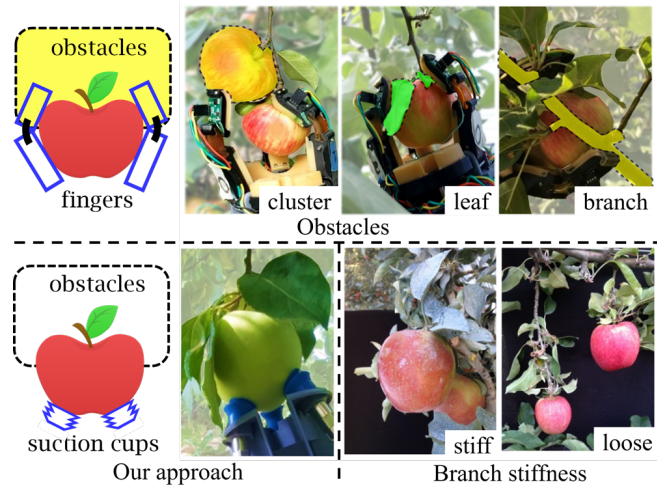 obstacles
fingers
cluster
leaf
branch
Obstacles
obstacles
suction cups
stiff
loose
Our approach
Branch stiffness